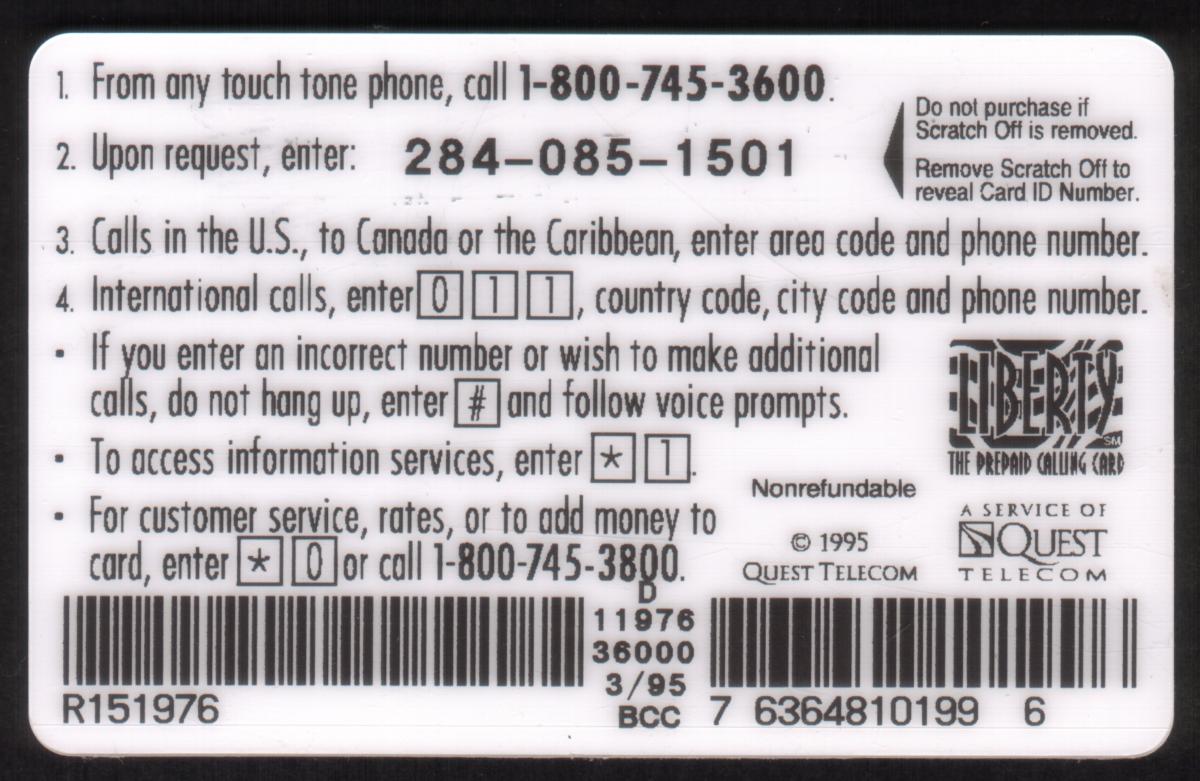 1. From any touch tone phone, call 1-800-745-3600.
2. Upon request, enter: 284-085-1501
Do not purchase if
Scratch Off is removed.
Remove Scratch Off to
reveal Card ID Number.
3. Calls in the U.S., to Canada or the Caribbean, enter area code and phone number.
4. International calls, enter 0 1 1, country code, city code and phone number.
• If you enter an incorrect number or wish to make additional
calls, do not hang up, enter # and follow voice prompts.
• To access information services, enter * 1.
• For customer service, rates, or to add money to
card, enter * 0 or call 1-800-745-3800.
LIBERTY SM
THE PREPAID CALLING CARD
Nonrefundable
© 1995
QUEST TELECOM
A SERVICE OF
QUEST
TELECOM
R151976
D
11976
36000
3/95
BCC
7 6364810199 6